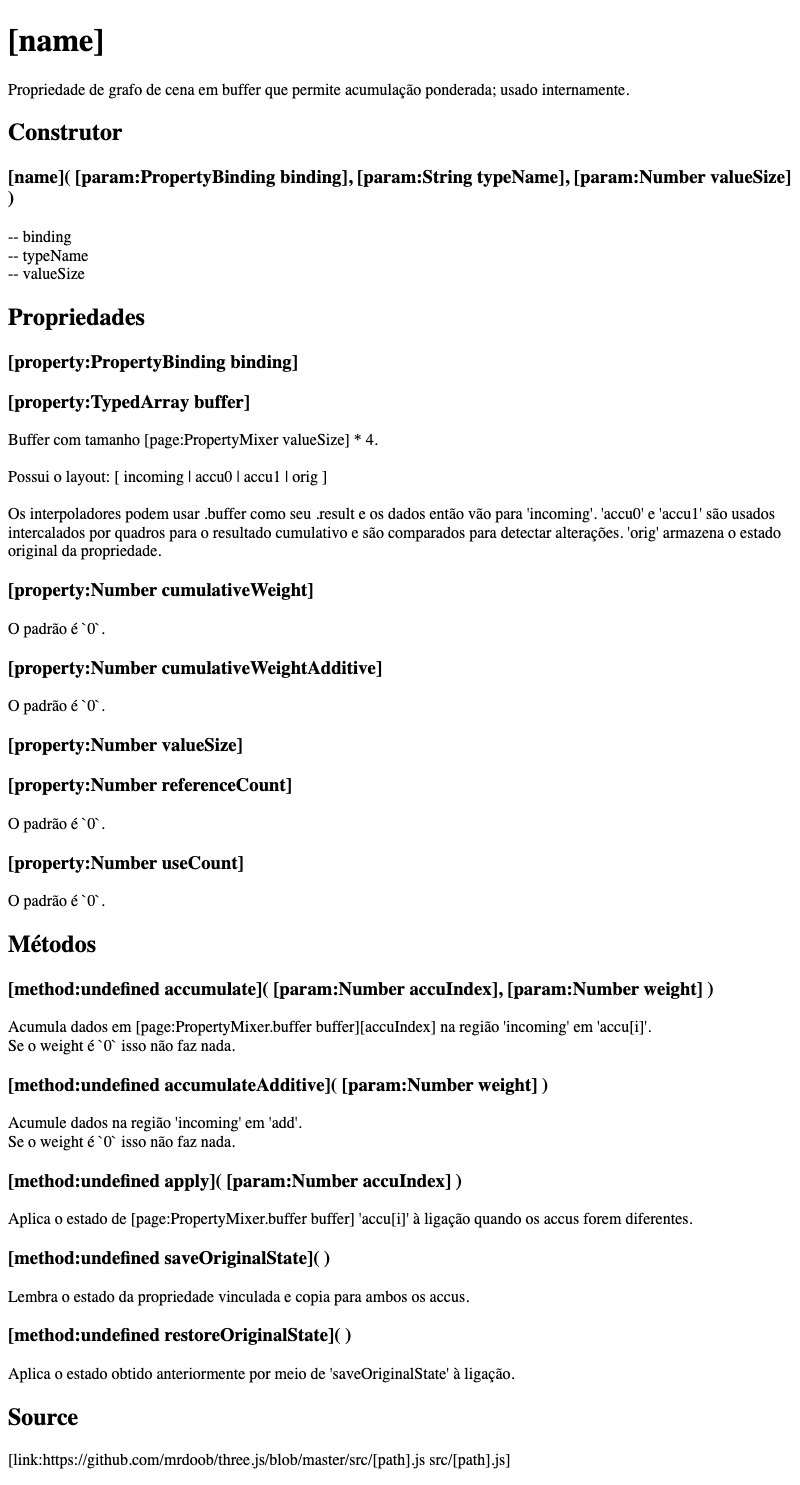 [name]
Propriedade de grafo de cena em buffer que permite acumulação ponderada; usado internamente.
Construtor
[name]( [param:PropertyBinding binding], [param:String typeName], [param:Number valueSize]
)
-- binding
-- typeName
-- valueSize
Propriedades
[property:PropertyBinding binding]
[property:TypedArray buffer]
Buffer com tamanho [page:PropertyMixer valueSize] * 4.
Possui o layout: [ incoming | accu0 | accu1 | orig ]
Os interpoladores podem usar .buffer como seu .result e os dados então vão para 'incoming'. 'accu0' e 'accu1' são usados
intercalados por quadros para o resultado cumulativo e são comparados para detectar alterações. 'orig' armazena o estado
original da propriedade.
[property:Number cumulativeWeight]
O padrão é `0`.
[property:Number cumulativeWeightAdditive]
O padrão é `0`.
[property:Number valueSize]
[property:Number referenceCount]
O padrão é `0`.
[property:Number useCount]
O padrão é `0`.
Métodos
[method:undefined accumulate]( [param:Number accuIndex], [param:Number weight] )
Acumula dados em [page:PropertyMixer.buffer buffer][accuIndex] na região 'incoming' em 'accu[i]'.
Se o weight é `0` isso não faz nada.
[method:undefined accumulateAdditive]( [param:Number weight] )
Acumule dados na região 'incoming' em 'add'.
Se o weight é `0` isso não faz nada.
[method:undefined apply]( [param:Number accuIndex] )
Aplica o estado de [page:PropertyMixer.buffer buffer] 'accu[i]' à ligação quando os accus forem diferentes.
[method:undefined saveOriginalState]( )
Lembra o estado da propriedade vinculada e copia para ambos os accus.
[method:undefined restoreOriginalState]( )
Aplica o estado obtido anteriormente por meio de 'saveOriginalState' à ligação.
Source
[link:https://github.com/mrdoob/three.js/blob/master/src/[path].js src/[path].js]